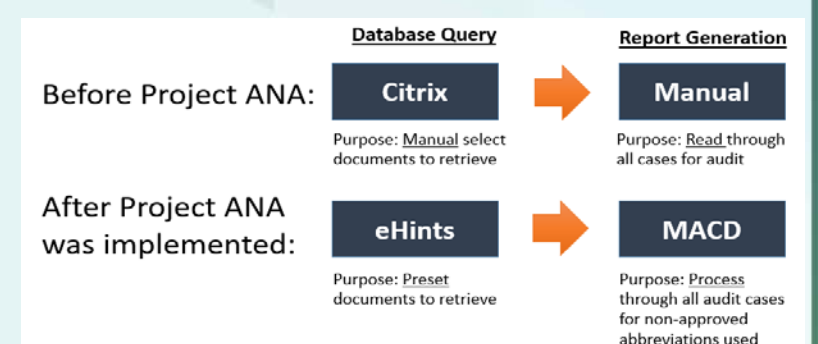 Database Query
Report Generation
Before Project ANA:
Citrix
Manual
Purpose: Manual select
documents to retrieve
Purpose: Read through
all cases for audit
After Project ANA
was implemented:
eHints
MACD
Purpose: Preset
documents to retrieve
Purpose: Process
through all audit cases
for non-approved
abbreviations used